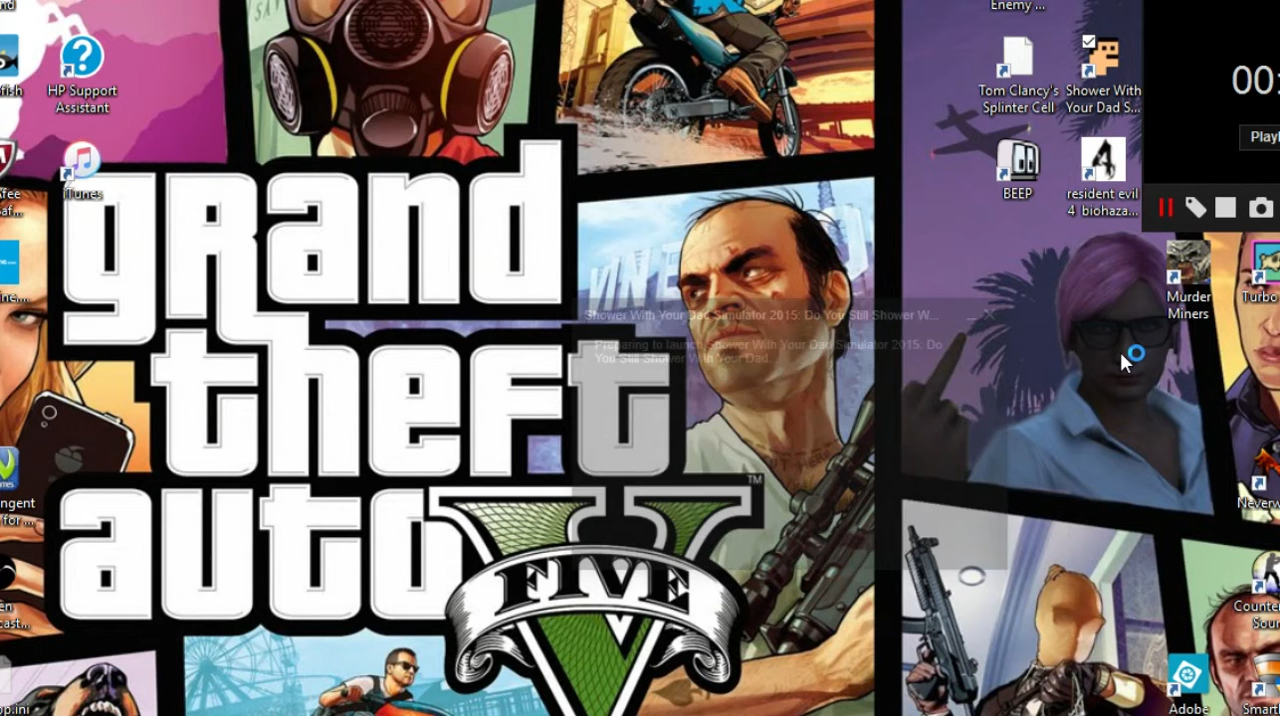 Enemy ...
HP Support
Assistant
Tom Clancy's
Splinter Cell
Shower With
Your Dad S...
00:
Play
iTunes
BEEP
resident evil
4 biohaza...
grand
theft
auto
V
FIVE
TM
VINE
Shower With Your Dad Simulator 2015: Do You Still Shower W...
Preparing to launch Shower With Your Dad Simulator 2015: Do
You Still Shower With Your Dad
Murder
Miners
Turbo
Neverw
Counte
Sour
Adobe
Smart